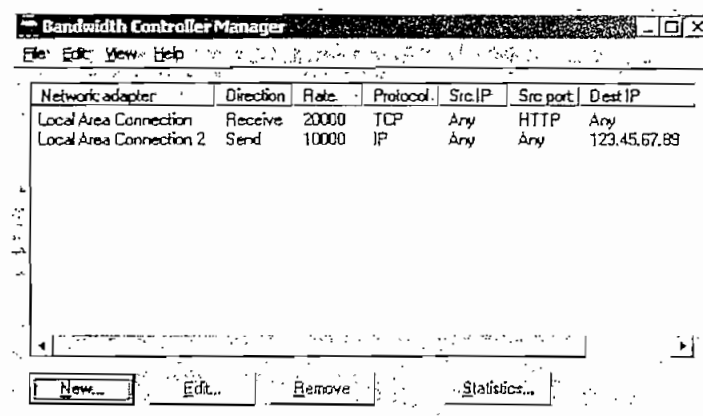 Bandwidth Controller Manager
File Edit View Help
Network adapter Direction Rate Protocol Src IP Src port Dest IP
Local Area Connection Receive 20000 TCP Any HTTP Any
Local Area Connection 2 Send 10000 IP Any Any 123.45.67.89
New... Edit... Remove Statistics...